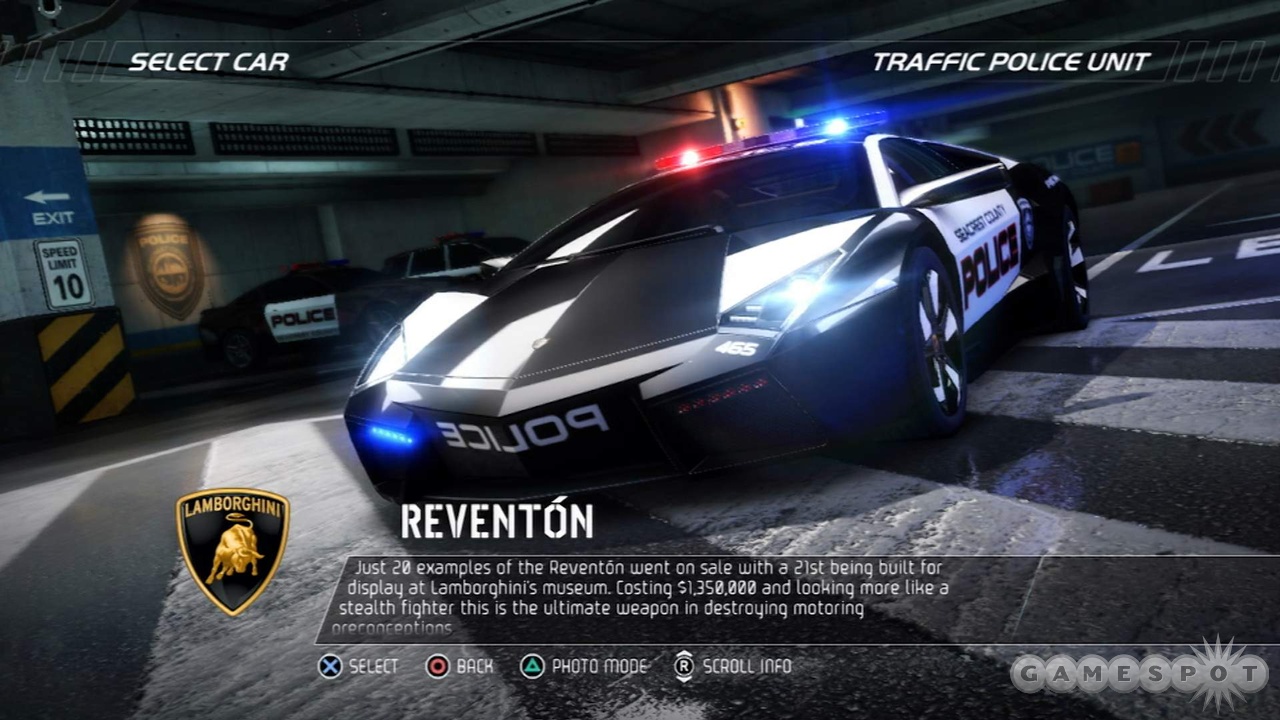 SELECT CAR
TRAFFIC POLICE UNIT
EXIT
SPEED
LIMIT
10
POLICE
POLICE
POLICE
SEACREST COUNTY
POLICE
465
POLICE
LE
LAMBORGHINI
REVENTÓN
Just 20 examples of the Reventón went on sale with a 21st being built for
display at Lamborghini's museum. Costing $1,350,000 and looking more like a
stealth fighter this is the ultimate weapon in destroying motoring
preconceptions
SELECT
BACK
PHOTO MODE
R
SCROLL INFO
GAMESPOT